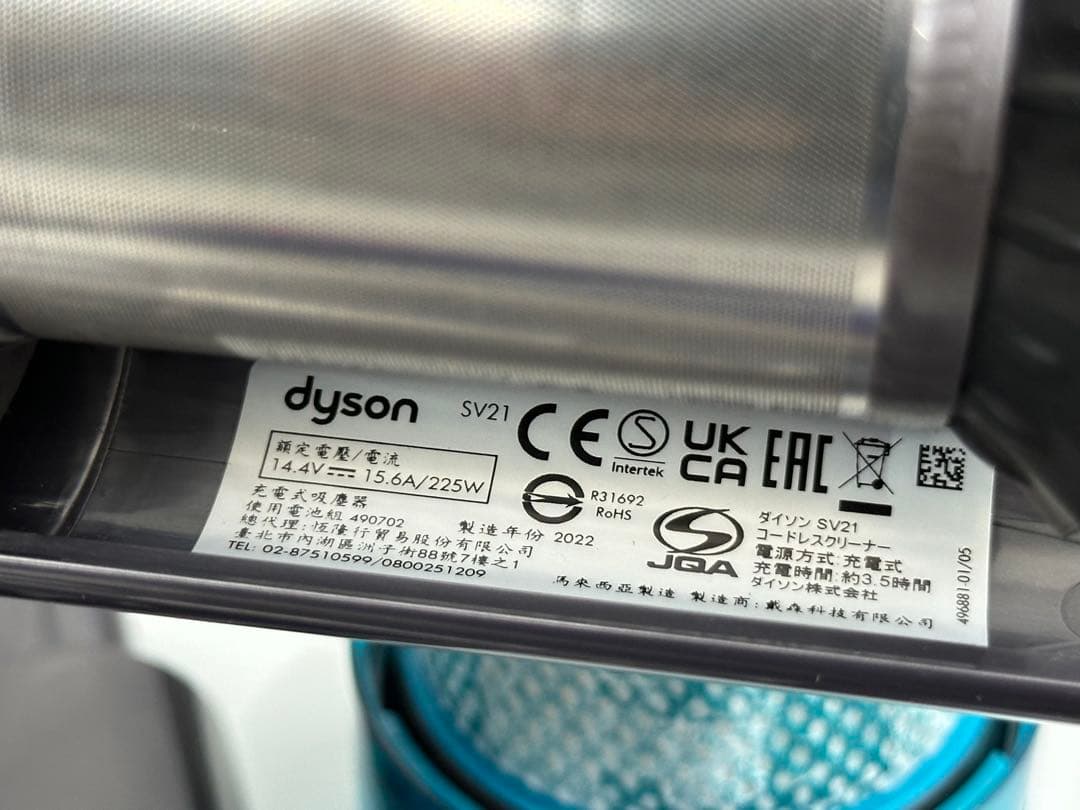 dyson SV21
CE
S
Intertek
UK
CA
EAC
額定電壓/電流
14.4V 15.6A/225W
充電式吸塵器
使用電池組 490702 製造年份 2022
總代理:恆隆行貿易股份有限公司
臺北市內湖區洲子街88號7樓之1
TEL: 02-87510599/0800251209
R31692
RoHS
JQA
ダイソン SV21
コードレスクリーナー
電源方式:充電式
充電時間:約3.5時間
ダイソン株式会社
馬來西亞製造 製造商:戴森科技有限公司
496881-01/05